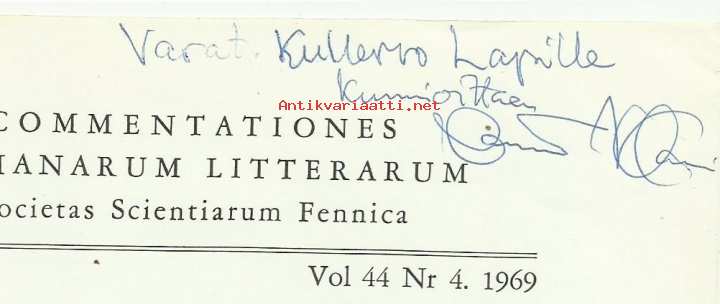 Varat. Kullervo Lapille
Kunnioittaen
Antikvariaatti.net
COMMENTATIONES
MANARUM LITTERARUM
ocietas Scientiarum Fennica
Vol 44 Nr 4. 1969